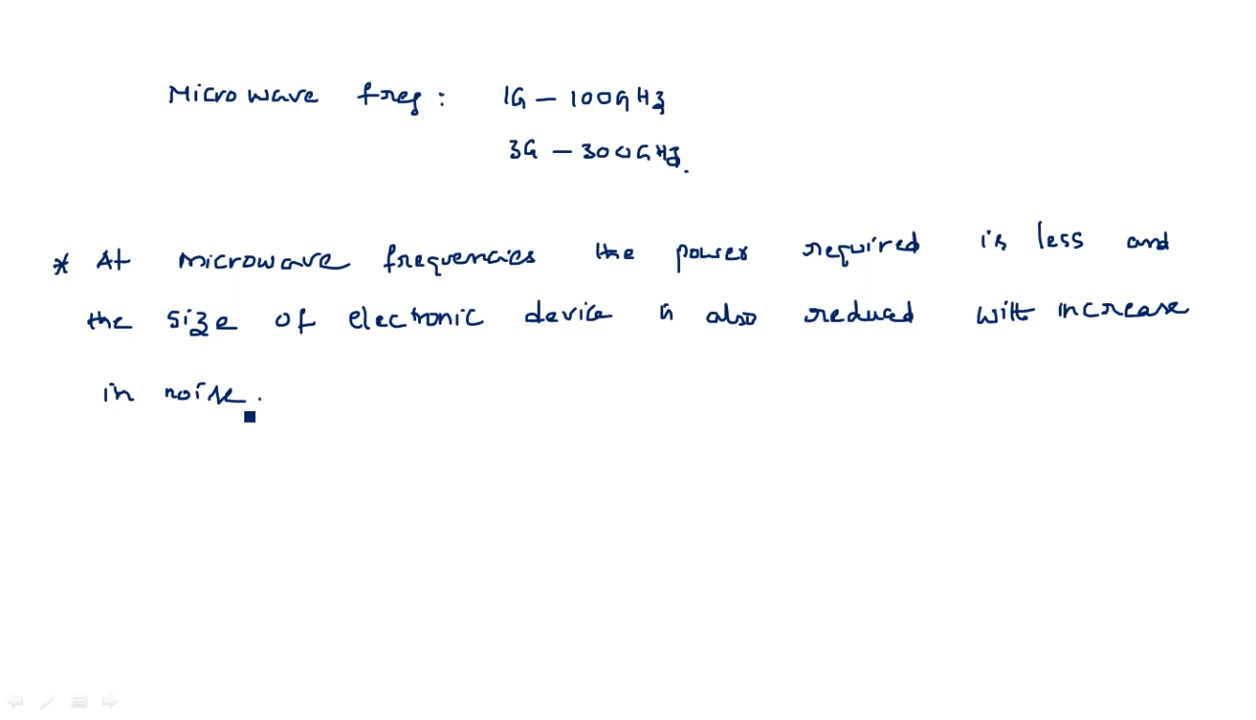 Microwave freq : 1G – 100GHz
3G – 300GHz.
* At microwave frequencies the power required is less and
the size of electronic device is also reduced with increase
in noise.